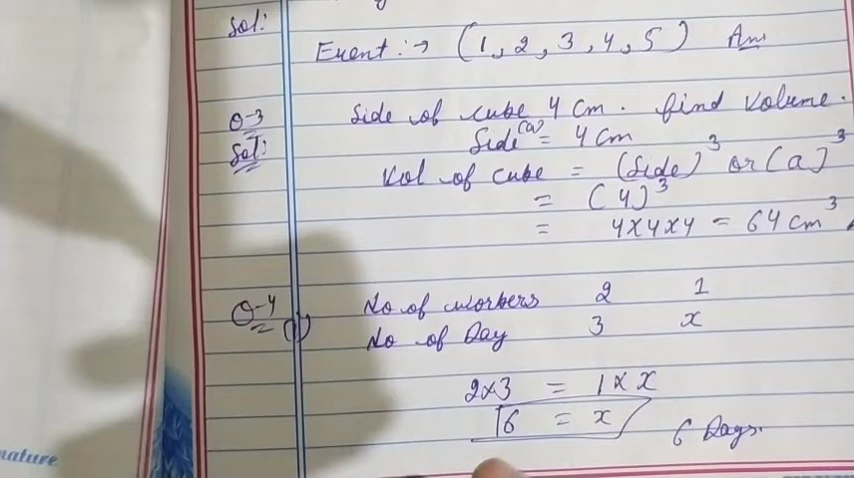 Sol:
Event :→ (1, 2, 3, 4, 5) Ans
Q-3 Side of cube 4 cm. find Volume.
Sol: Side (a) = 4 cm
Vol of cube = (Side)³ or (a)³
= (4)³
= 4×4×4 = 64 cm³
Q-4 (i) No of workers 2 1
No of Day 3 x
2×3 = 1×x
6 = x 6 Days.
nature